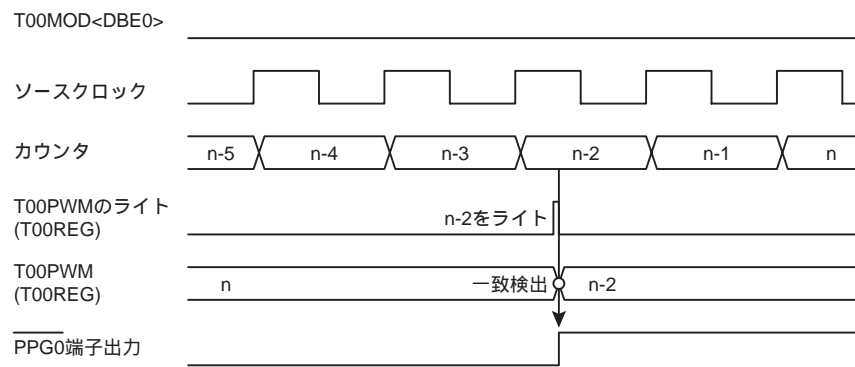 T00MOD<DBE0>
ソースクロック
カウンタ
n-5 n-4 n-3 n-2 n-1 n
T00PWMのライト
(T00REG)
n-2をライト
T00PWM
(T00REG)
n 一致検出 n-2
PPG0端子出力